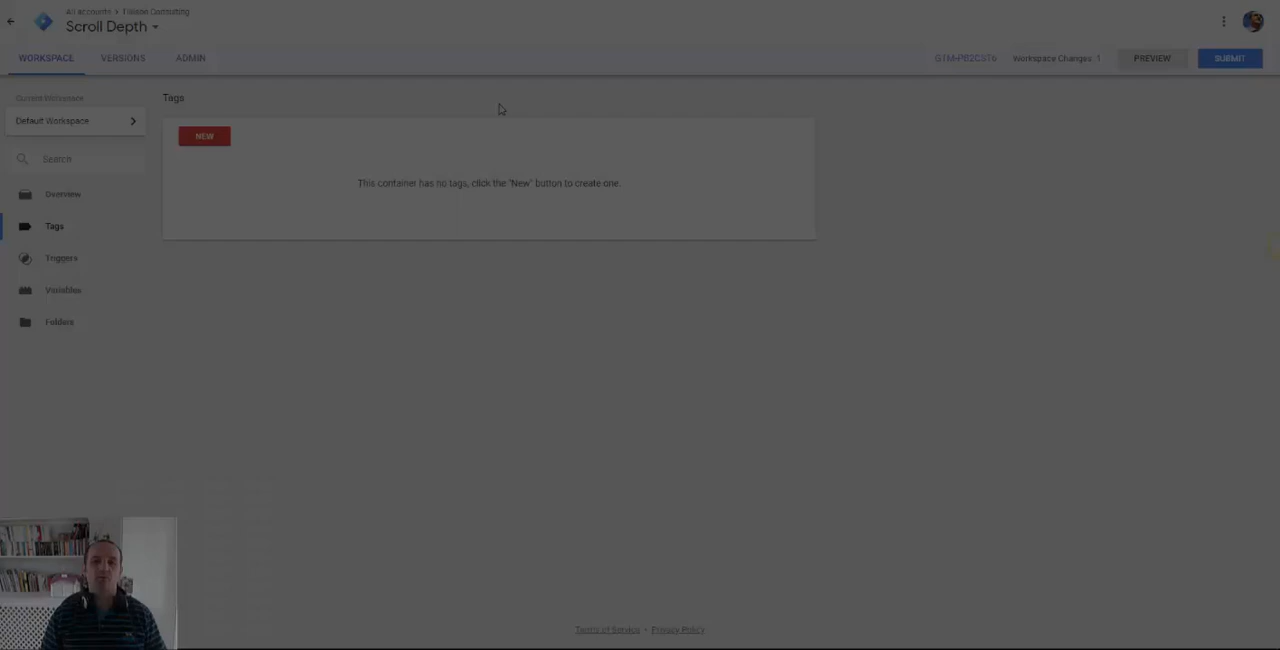 All accounts > 
Scroll Depth
WORKSPACE
VERSIONS
ADMIN
Workspace Changes 1
PREVIEW
SUBMIT
Current Workspace
Default Workspace
Search
Overview
Tags
Triggers
Variables
Folders
Tags
NEW
This container has no tags, click the "New" button to create one.
Terms of Service • Privacy Policy